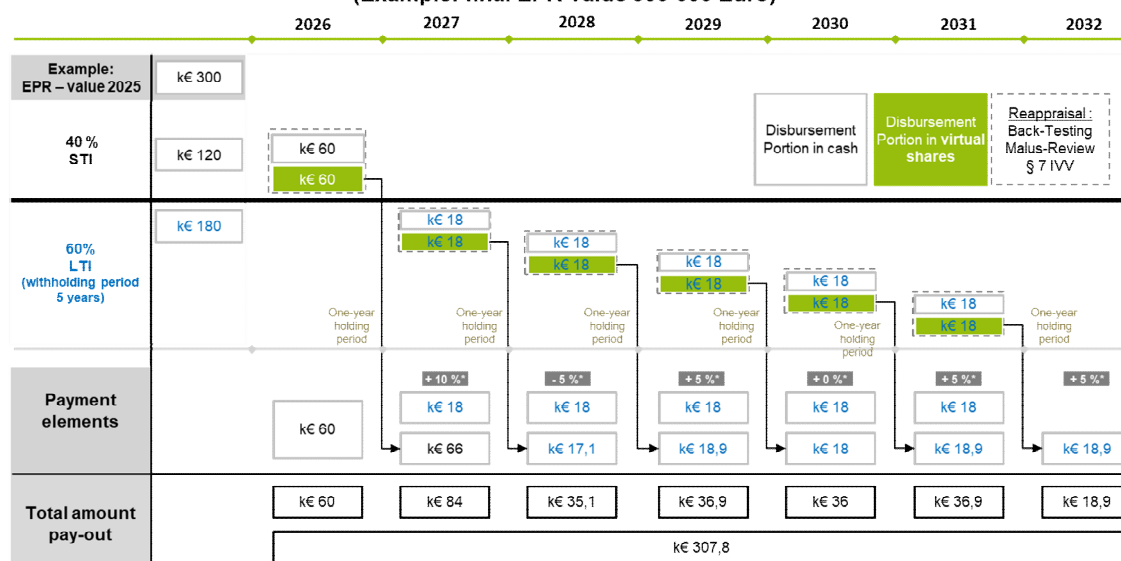 2026 2027 2028 2029 2030 2031 2032
Example:
EPR – value 2025
k€ 300
40 %
STI
k€ 120
k€ 60
k€ 60
Disbursement
Portion in cash
Disbursement
Portion in virtual
shares
Reappraisal :
Back-Testing
Malus-Review
§ 7 IVV
60%
LTI
(withholding period
5 years)
k€ 180
k€ 18
k€ 18
k€ 18
k€ 18
k€ 18
k€ 18
k€ 18
k€ 18
k€ 18
k€ 18
One-year
holding
period
One-year
holding
period
One-year
holding
period
One-year
holding
period
One-year
holding
period
One-year
holding
period
Payment
elements
+ 10 %* - 5 %* + 5 %* + 0 %* + 5 %* + 5 %*
k€ 60
k€ 18 k€ 18 k€ 18 k€ 18 k€ 18
k€ 66 k€ 17,1 k€ 18,9 k€ 18 k€ 18,9 k€ 18,9
Total amount
pay-out
k€ 60 k€ 84 k€ 35,1 k€ 36,9 k€ 36 k€ 36,9 k€ 18,9
k€ 307,8